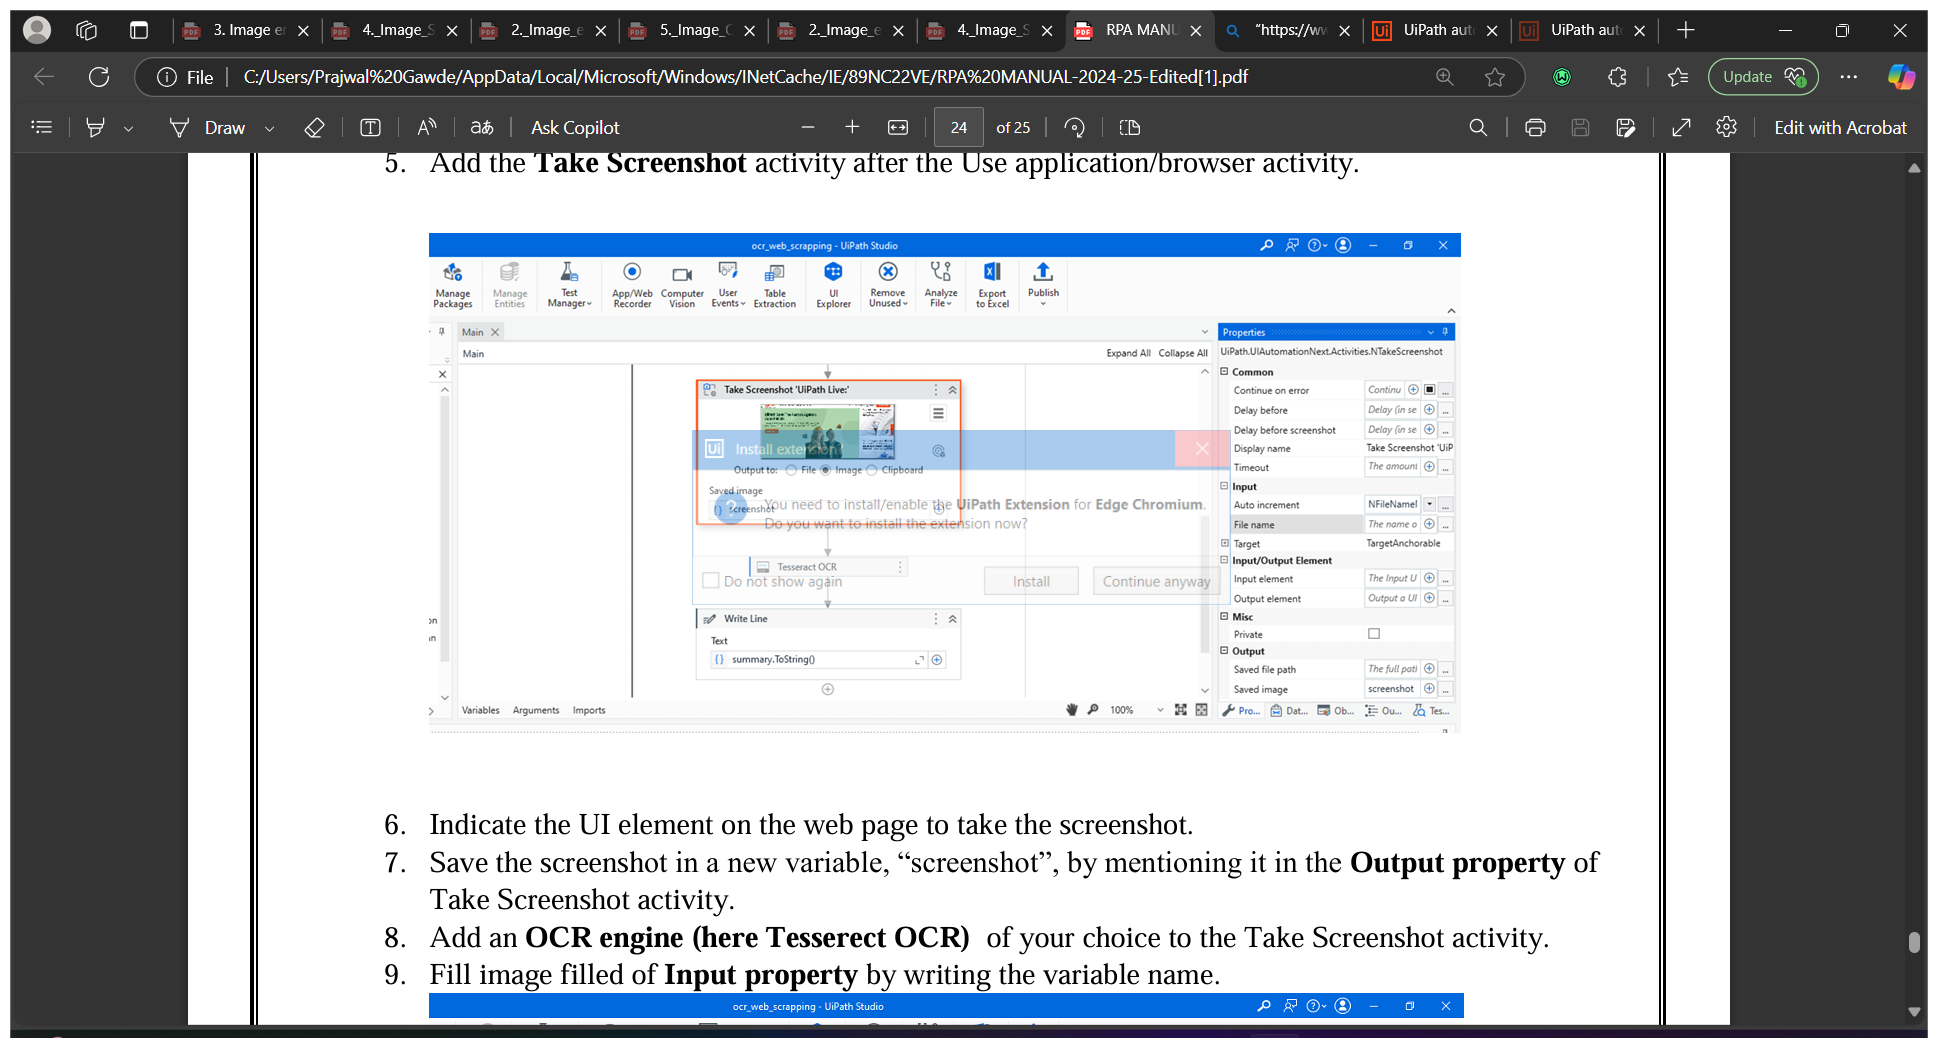 3. Image er
4._Image_S
2._Image_e
5._Image_C
2._Image_e
4._Image_S
RPA MANU
"https://ww
UiPath aut
UiPath aut
File
C:/Users/Prajwal%20Gawde/AppData/Local/Microsoft/Windows/INetCache/IE/89NC22VE/RPA%20MANUAL-2024-25-Edited[1].pdf
Update
Draw
Ask Copilot
24
of 25
Edit with Acrobat
5. Add the Take Screenshot activity after the Use application/browser activity.
ocr_web_scrapping - UiPath Studio
Manage Packages
Manage Entities
Test Manager
App/Web Recorder
Computer Vision
User Events
Table Extraction
UI Explorer
Remove Unused
Analyze File
Export to Excel
Publish
Main
Main
Expand All Collapse All
Take Screenshot 'UiPath Live:'
Ui Install extension
Output to: File Image Clipboard
Saved image
screenshot
You need to install/enable the UiPath Extension for Edge Chromium.
Do you want to install the extension now?
Tesseract OCR
Do not show again
Install
Continue anyway
Write Line
Text
summary.ToString()
Variables Arguments Imports
100%
Properties
UiPath.UIAutomationNext.Activities.NTakeScreenshot
Common
Continue on error Continu
Delay before Delay (in se
Delay before screenshot Delay (in se
Display name Take Screenshot 'UiP
Timeout The amount
Input
Auto increment NFileNameI
File name The name o
Target TargetAnchorable
Input/Output Element
Input element The Input U
Output element Output a UI
Misc
Private
Output
Saved file path The full path
Saved image screenshot
Pro... Dat... Ob... Ou... Tes...
6. Indicate the UI element on the web page to take the screenshot.
7. Save the screenshot in a new variable, “screenshot”, by mentioning it in the Output property of
Take Screenshot activity.
8. Add an OCR engine (here Tesserect OCR) of your choice to the Take Screenshot activity.
9. Fill image filled of Input property by writing the variable name.
ocr_web_scrapping - UiPath Studio